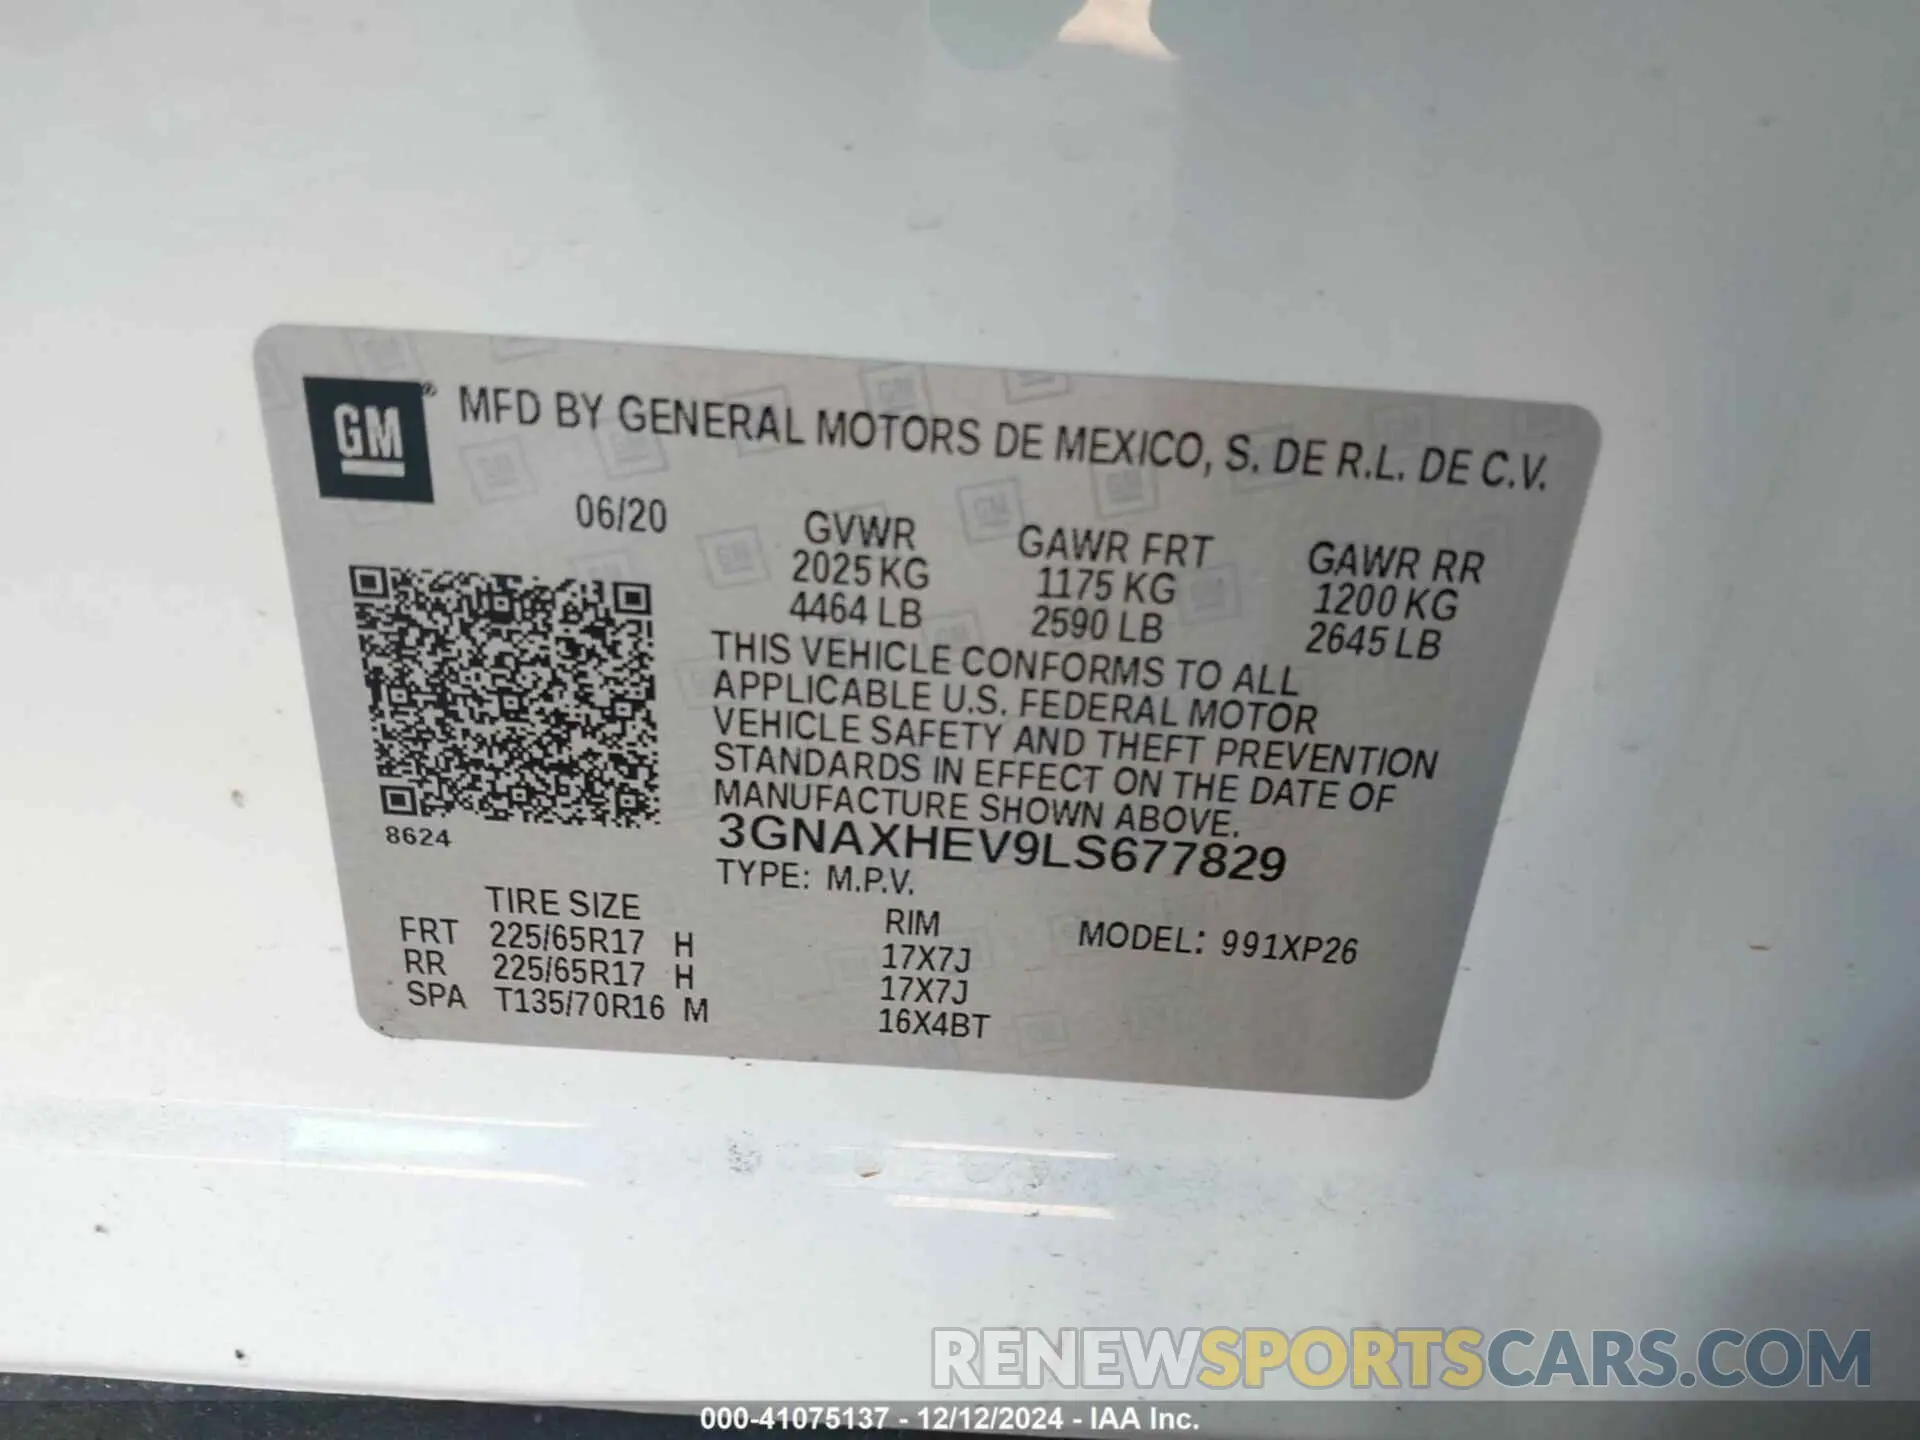 GM® MFD BY GENERAL MOTORS DE MEXICO, S. DE R.L. DE C.V.
06/20 GVWR GAWR FRT GAWR RR
2025 KG 1175 KG 1200 KG
4464 LB 2590 LB 2645 LB
THIS VEHICLE CONFORMS TO ALL
APPLICABLE U.S. FEDERAL MOTOR
VEHICLE SAFETY AND THEFT PREVENTION
STANDARDS IN EFFECT ON THE DATE OF
MANUFACTURE SHOWN ABOVE.
8624
3GNAXHEV9LS677829
TYPE: M.P.V.
TIRE SIZE RIM MODEL: 991XP26
FRT 225/65R17 H 17X7J
RR 225/65R17 H 17X7J
SPA T135/70R16 M 16X4BT
RENEWSPORTSCARS.COM
000-41075137 - 12/12/2024 - IAA Inc.